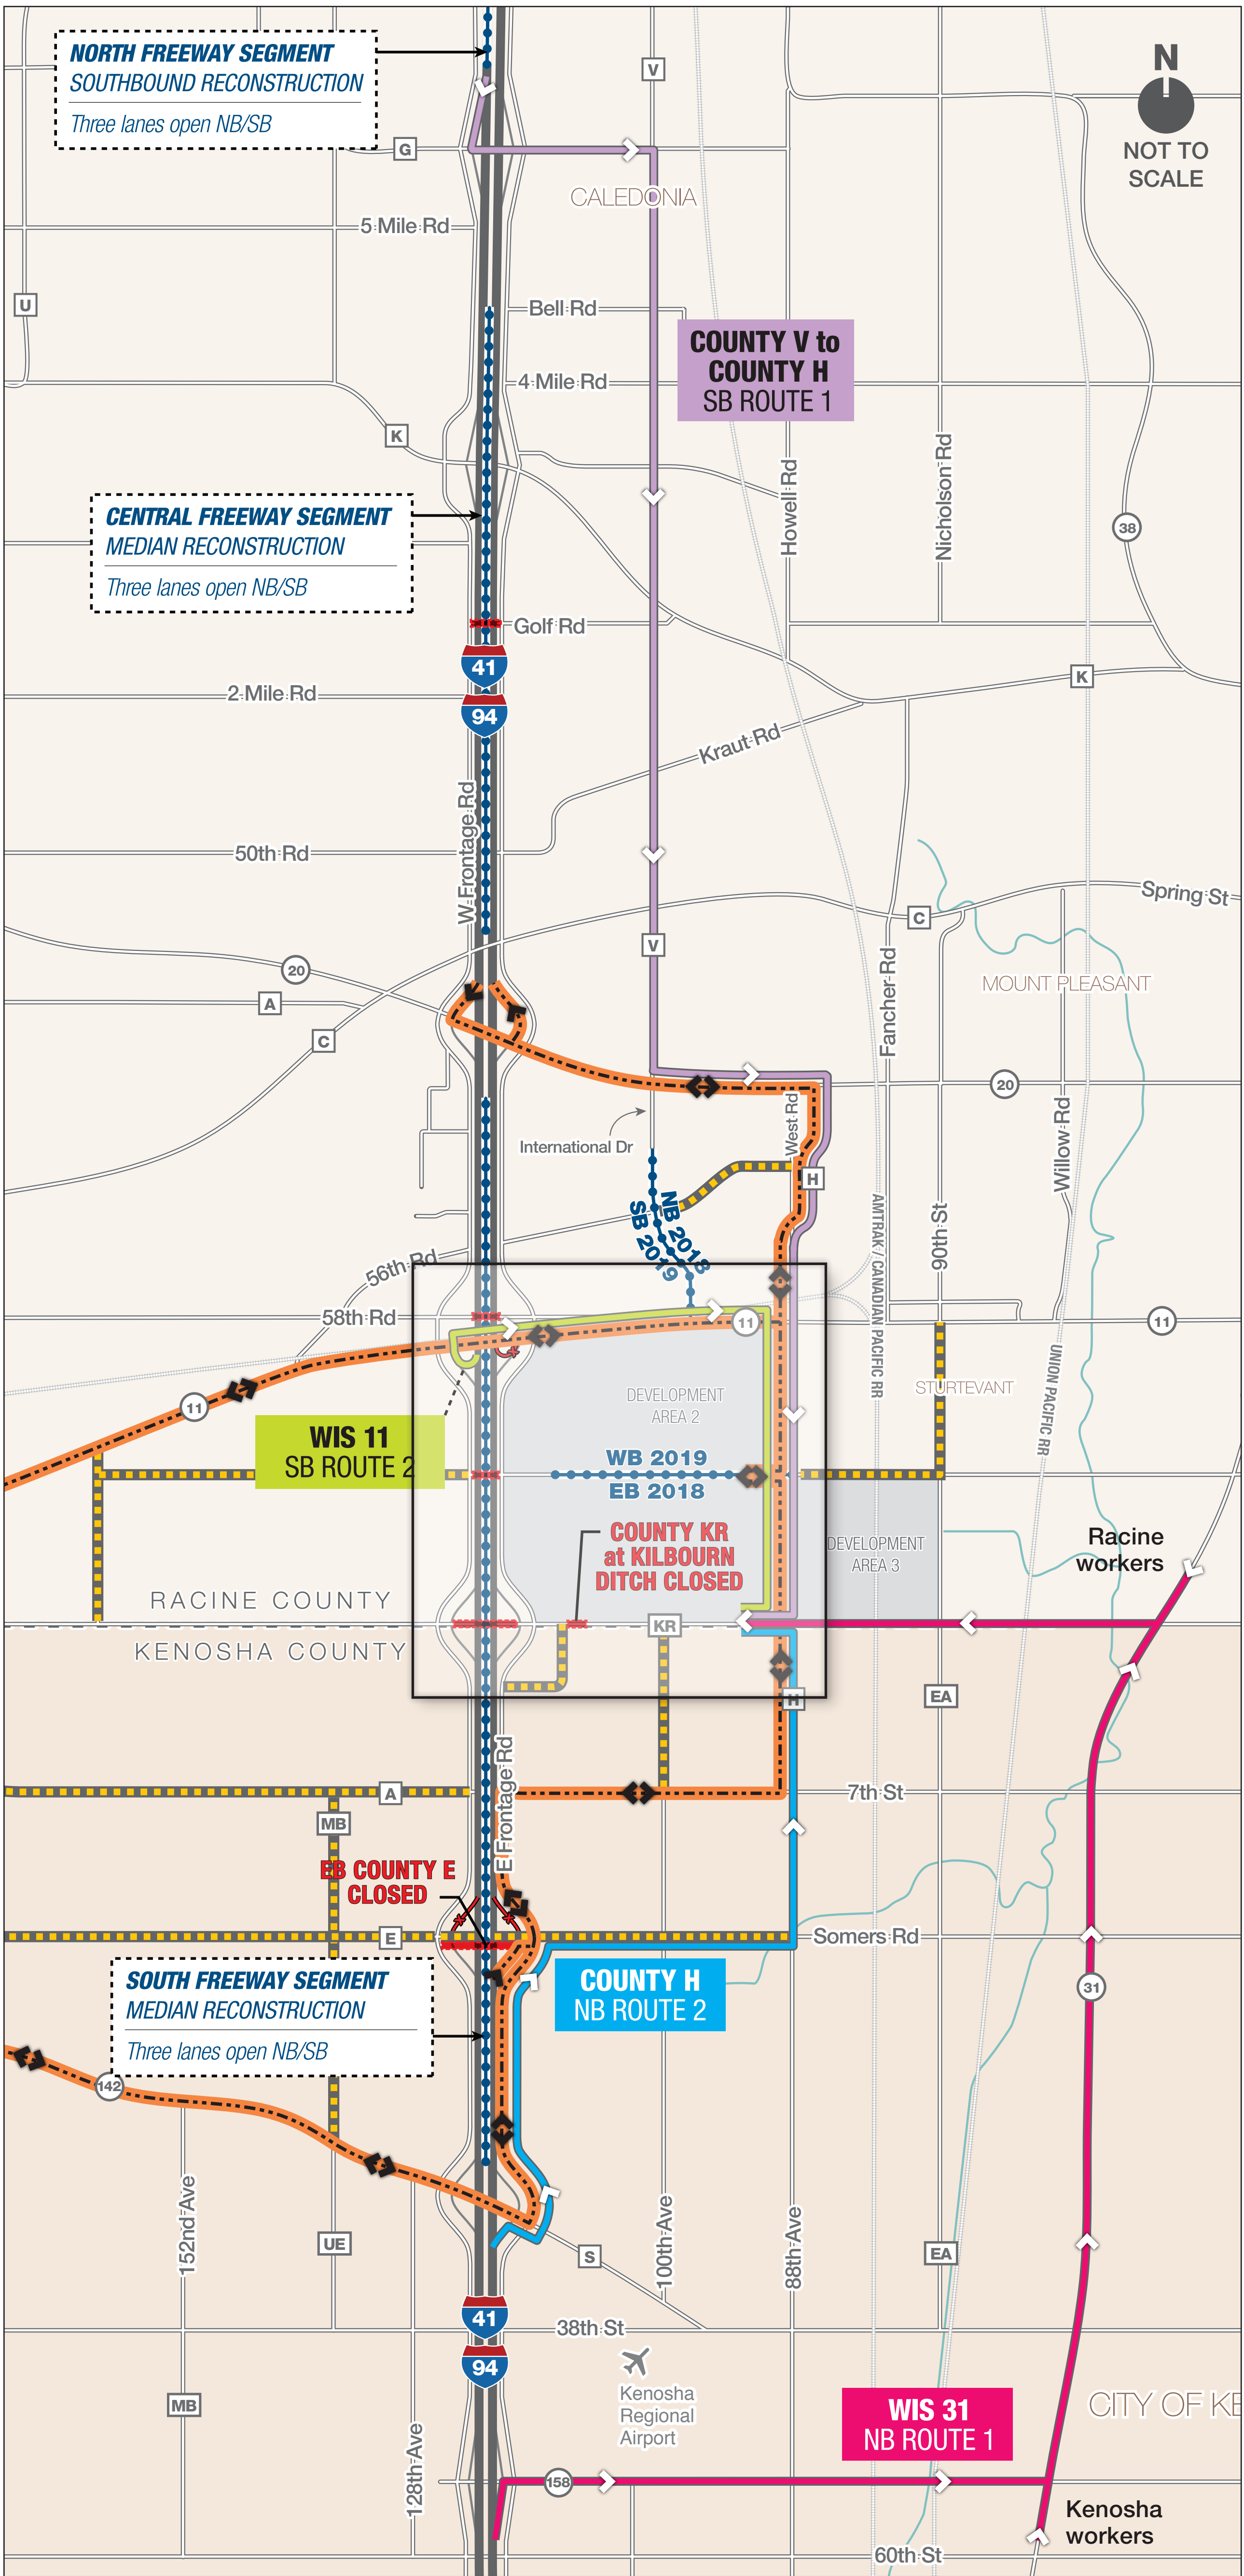 NORTH FREEWAY SEGMENT
SOUTHBOUND RECONSTRUCTION
Three lanes open NB/SB
V
N
NOT TO
SCALE
G
CALEDONIA
5 Mile Rd
U
Bell Rd
COUNTY V to
COUNTY H
SB ROUTE 1
4 Mile Rd
K
Howell Rd
Nicholson Rd
CENTRAL FREEWAY SEGMENT
MEDIAN RECONSTRUCTION
Three lanes open NB/SB
38
Golf Rd
41
K
2 Mile Rd
94
Kraut Rd
W Frontage Rd
50th Rd
Spring St
C
V
20
Fancher Rd
MOUNT PLEASANT
A
C
20
West Rd
Willow Rd
International Dr
H
NB 2018
SB 2019
AMTRAK / CANADIAN PACIFIC RR
90th St
56th Rd
58th Rd
11
11
UNION PACIFIC RR
11
DEVELOPMENT
AREA 2
STURTEVANT
WIS 11
SB ROUTE 2
WB 2019
EB 2018
COUNTY KR
at KILBOURN
DITCH CLOSED
DEVELOPMENT
AREA 3
Racine
workers
RACINE COUNTY
KR
KENOSHA COUNTY
H
EA
E Frontage Rd
A
7th St
MB
EB COUNTY E
CLOSED
E
Somers Rd
SOUTH FREEWAY SEGMENT
MEDIAN RECONSTRUCTION
Three lanes open NB/SB
COUNTY H
NB ROUTE 2
31
142
152nd Ave
UE
S
100th Ave
88th Ave
EA
41
38th St
94
Kenosha
Regional
Airport
MB
WIS 31
NB ROUTE 1
CITY OF KE
128th Ave
158
Kenosha
workers
60th St